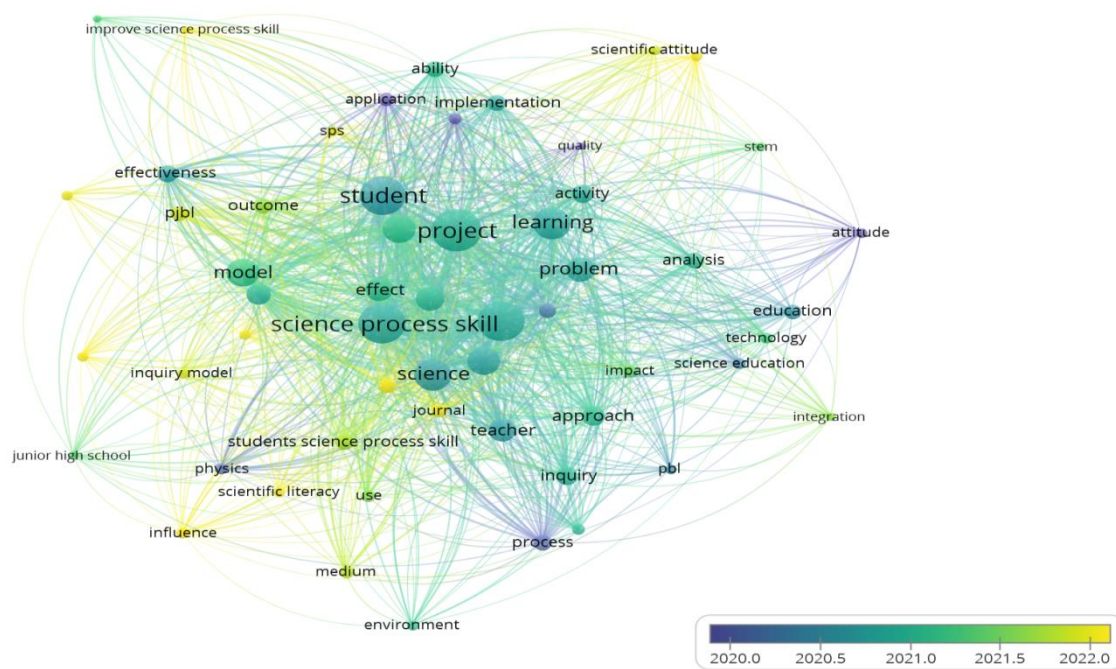 improve science process skill
scientific attitude
ability
application
implementation
sps
quality
stem
effectiveness
student
activity
pjbl
outcome
project
learning
attitude
model
problem
analysis
effect
education
science process skill
technology
science education
science
impact
inquiry model
journal
approach
integration
teacher
students science process skill
junior high school
physics
inquiry
pbl
scientific literacy
use
influence
process
medium
environment
2020.0 2020.5 2021.0 2021.5 2022.0